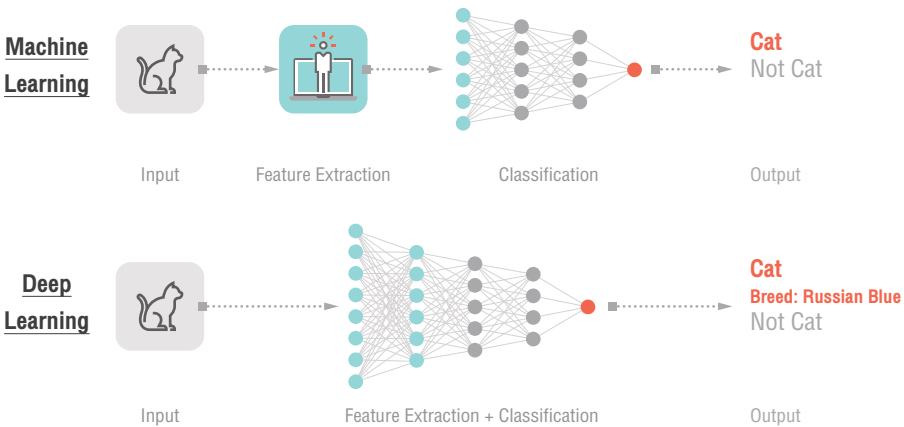 Machine
Learning
Cat
Not Cat
Input
Feature Extraction
Classification
Output
Deep
Learning
Cat
Breed: Russian Blue
Not Cat
Input
Feature Extraction + Classification
Output